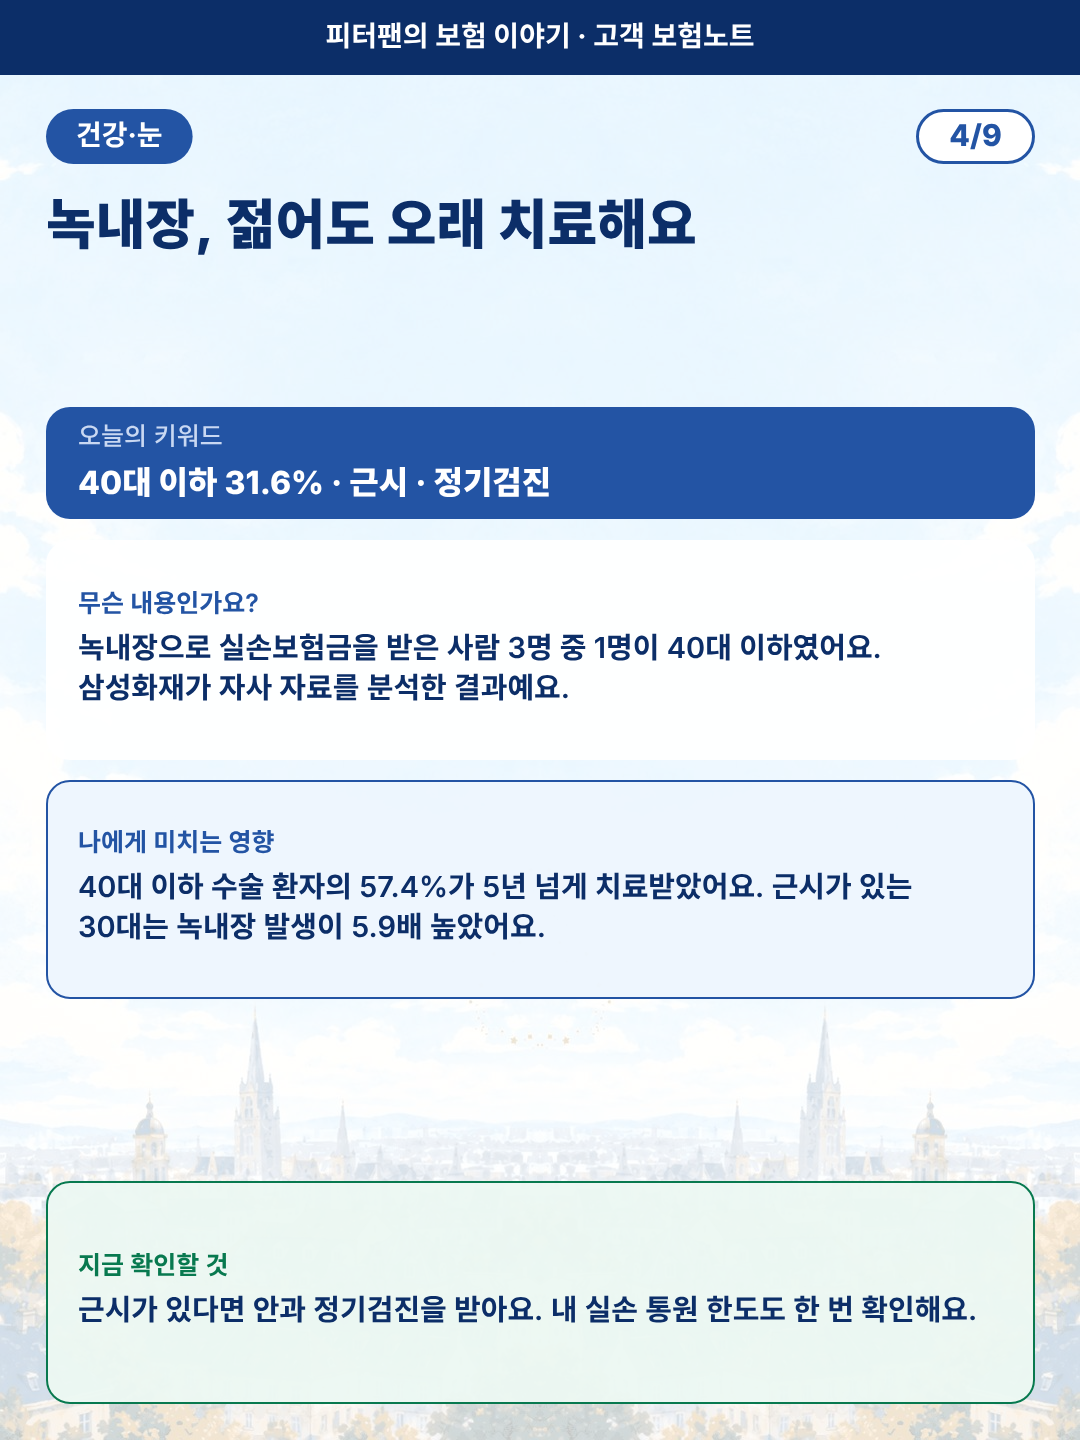 피터팬의 보험 이야기 · 고객 보험노트
건강·눈
4/9
녹내장, 젊어도 오래 치료해요
오늘의 키워드
40대 이하 31.6% · 근시 · 정기검진
무슨 내용인가요?
녹내장으로 실손보험금을 받은 사람 3명 중 1명이 40대 이하였어요.
삼성화재가 자사 자료를 분석한 결과예요.
나에게 미치는 영향
40대 이하 수술 환자의 57.4%가 5년 넘게 치료받았어요. 근시가 있는
30대는 녹내장 발생이 5.9배 높았어요.
지금 확인할 것
근시가 있다면 안과 정기검진을 받아요. 내 실손 통원 한도도 한 번 확인해요.